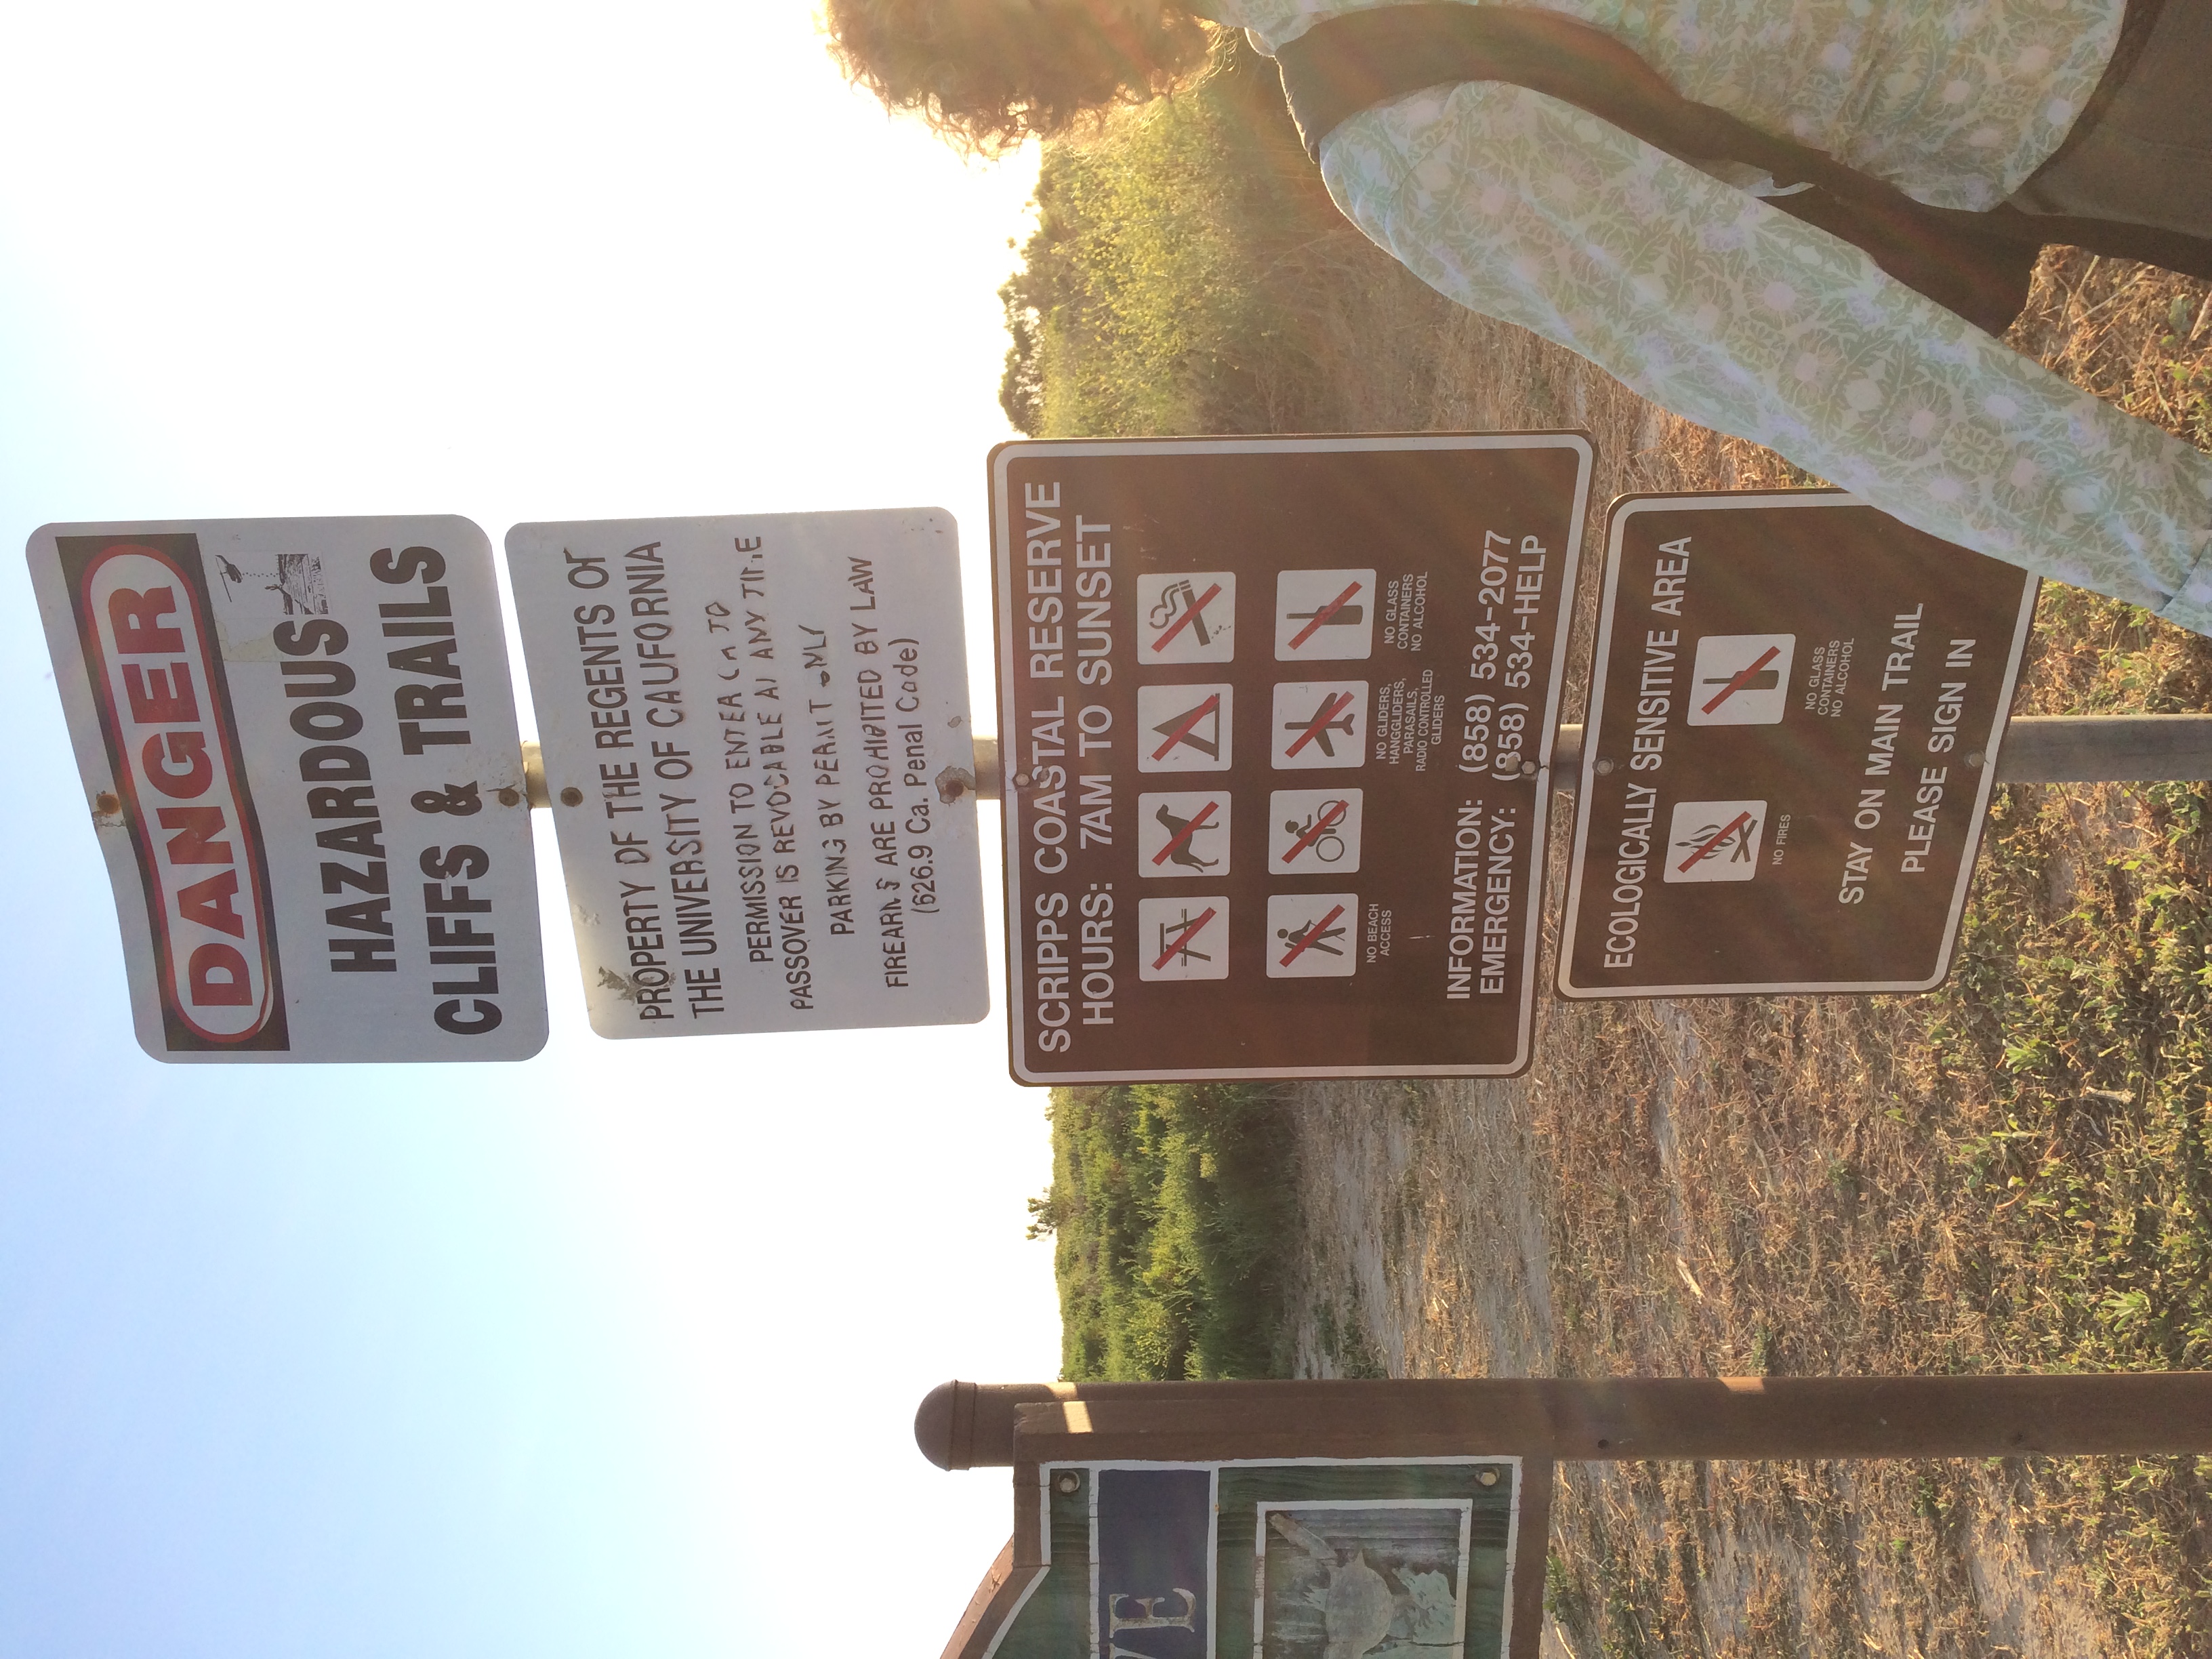 DANGER
HAZARDOUS
CLIFFS & TRAILS
PROPERTY OF THE REGENTS OF
THE UNIVERSITY OF CALIFORNIA
PERMISSION TO ENTER OR TO
PASSOVER IS REVOCABLE AT ANY TIME
PARKING BY PERMIT ONLY
FIREARMS ARE PROHIBITED BY LAW
(626.9 Ca. Penal Code)
SCRIPPS COASTAL RESERVE
HOURS: 7AM TO SUNSET
NO BEACH
ACCESS
NO GLIDERS,
HANGGLIDERS,
PARASAILS,
RADIO CONTROLLED
GLIDERS
NO GLASS
CONTAINERS
NO ALCOHOL
INFORMATION: (858) 534-2077
EMERGENCY: (858) 534-HELP
ECOLOGICALLY SENSITIVE AREA
NO FIRES
NO GLASS
CONTAINERS
NO ALCOHOL
STAY ON MAIN TRAIL
PLEASE SIGN IN
VE